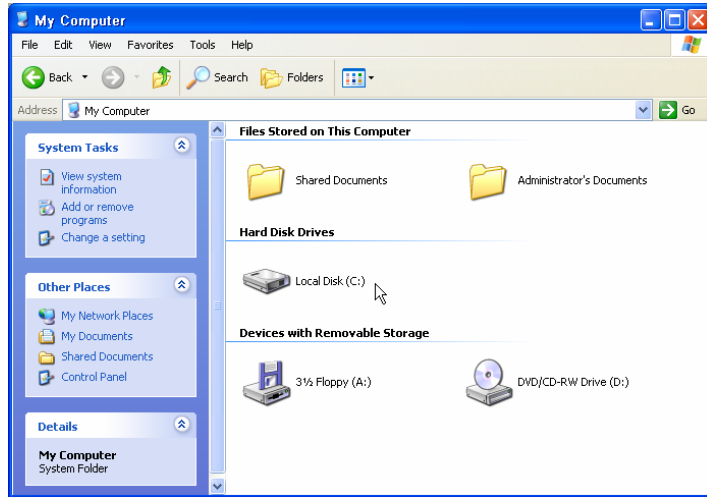 My Computer
File Edit View Favorites Tools Help
Back Search Folders
Address My Computer Go
System Tasks
View system
information
Add or remove
programs
Change a setting
Other Places
My Network Places
My Documents
Shared Documents
Control Panel
Details
My Computer
System Folder
Files Stored on This Computer
Shared Documents Administrator's Documents
Hard Disk Drives
Local Disk (C:)
Devices with Removable Storage
3½ Floppy (A:) DVD/CD-RW Drive (D:)